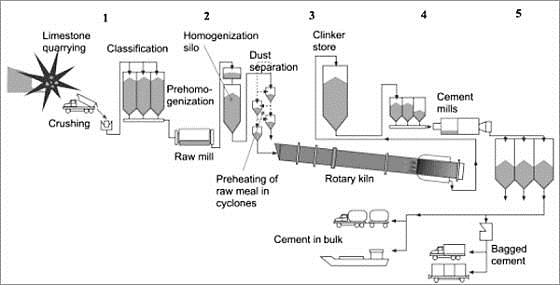 1
2
3
4
5
Limestone
quarrying
Classification
Homogenization
silo
Dust
separation
Clinker
store
Prehomo-
genization
Cement
mills
Crushing
Raw mill
Preheating of
raw meal in
cyclones
Rotary kiln
Cement in bulk
Bagged
cement